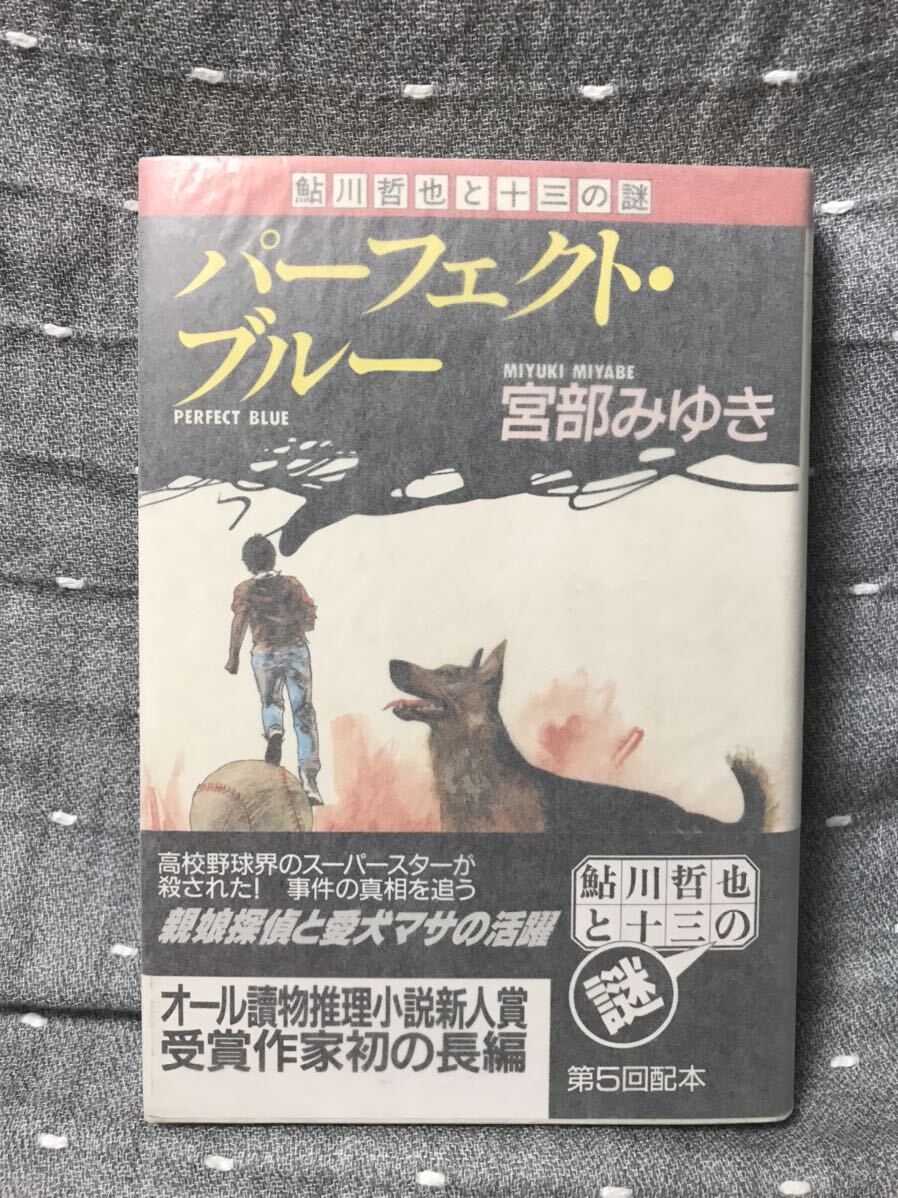 鮎川哲也と十三の謎
パーフェクト・
ブルー
PERFECT BLUE
MIYUKI MIYABE
宮部みゆき
高校野球界のスーパースターが
殺された! 事件の真相を追う
親娘探偵と愛犬マサの活躍
オール讀物推理小説新人賞
受賞作家初の長編
鮎川哲也
と十三の
謎
第5回配本